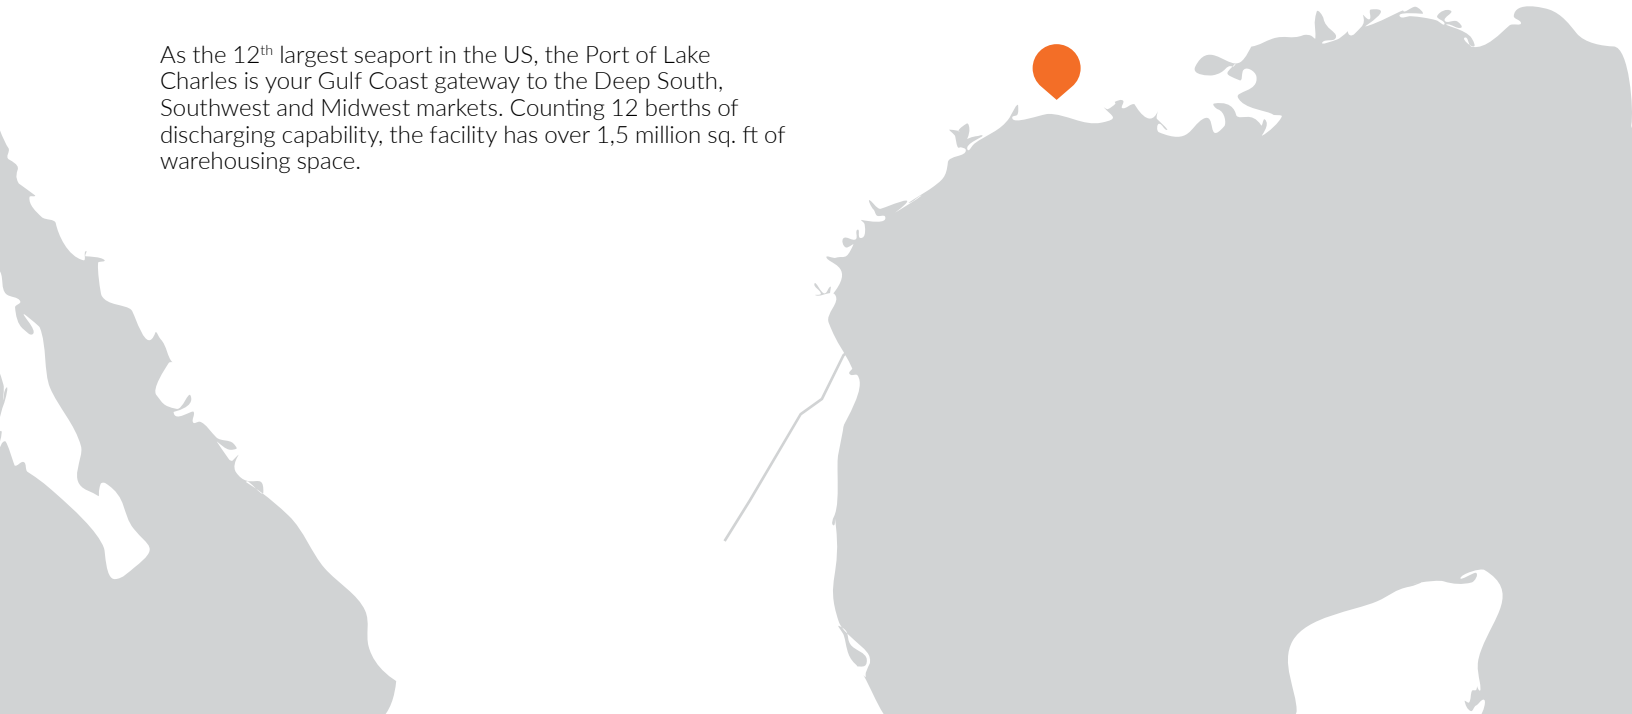 As the 12th largest seaport in the US, the Port of Lake
Charles is your Gulf Coast gateway to the Deep South,
Southwest and Midwest markets. Counting 12 berths of
discharging capability, the facility has over 1,5 million sq. ft of
warehousing space.